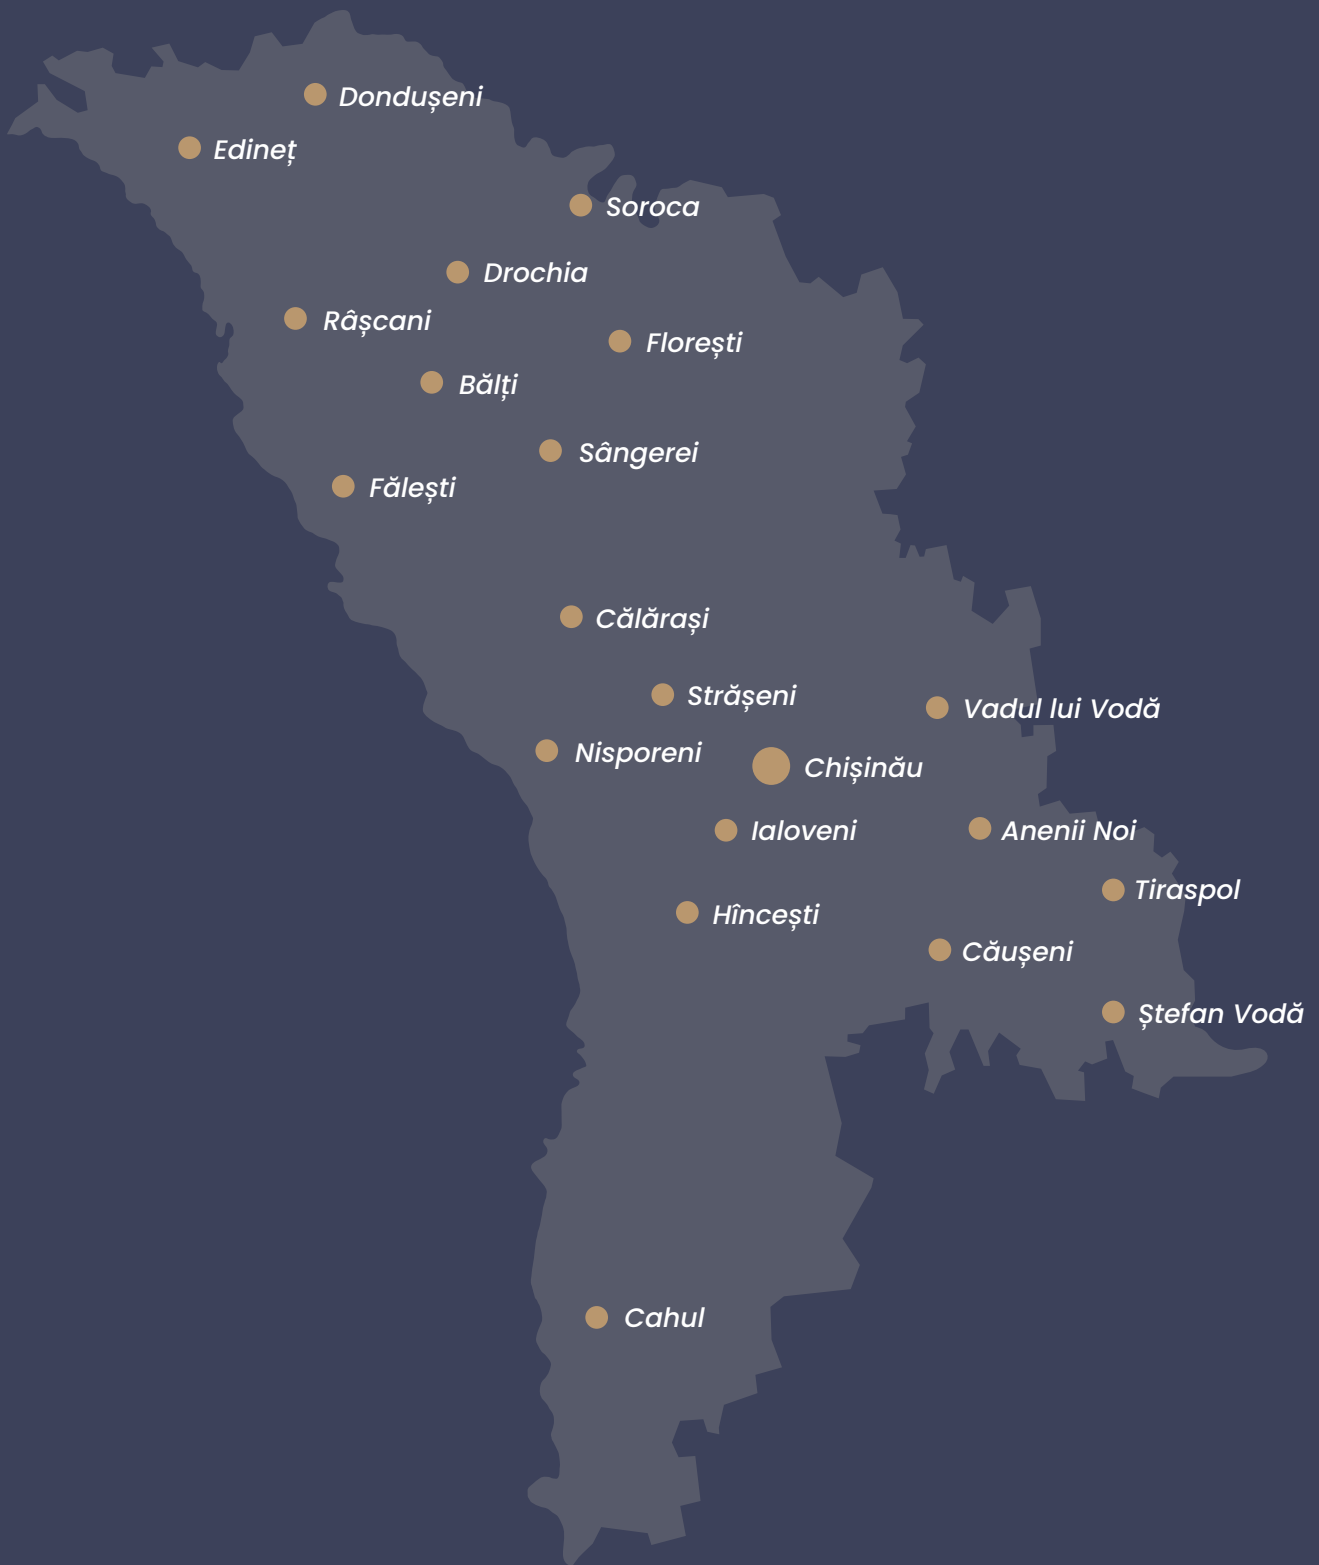 Dondușeni
Edineț
Soroca
Drochia
Râșcani
Florești
Bălți
Sângerei
Fălești
Călărași
Strășeni
Vadul lui Vodă
Nisporeni
Chișinău
Ialoveni
Anenii Noi
Tiraspol
Hîncești
Căușeni
Ștefan Vodă
Cahul